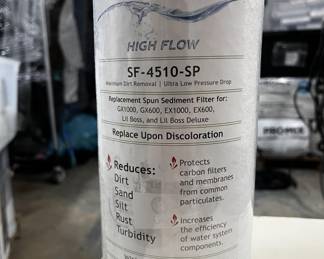 HIGH FLOW
SF-4510-SP
Maximum Dirt Removal | Ultra Low Pressure Drop
Replacement Spun Sediment Filter for:
GX1000, GX600, EX1000, EX600,
Lil Boss, and Lil Boss Deluxe
Replace Upon Discoloration
Reduces:
Dirt
Sand
Silt
Rust
Turbidity
Protects
carbon filters
and membranes
from common
particulates.
Increases
the efficiency
of water system
components.